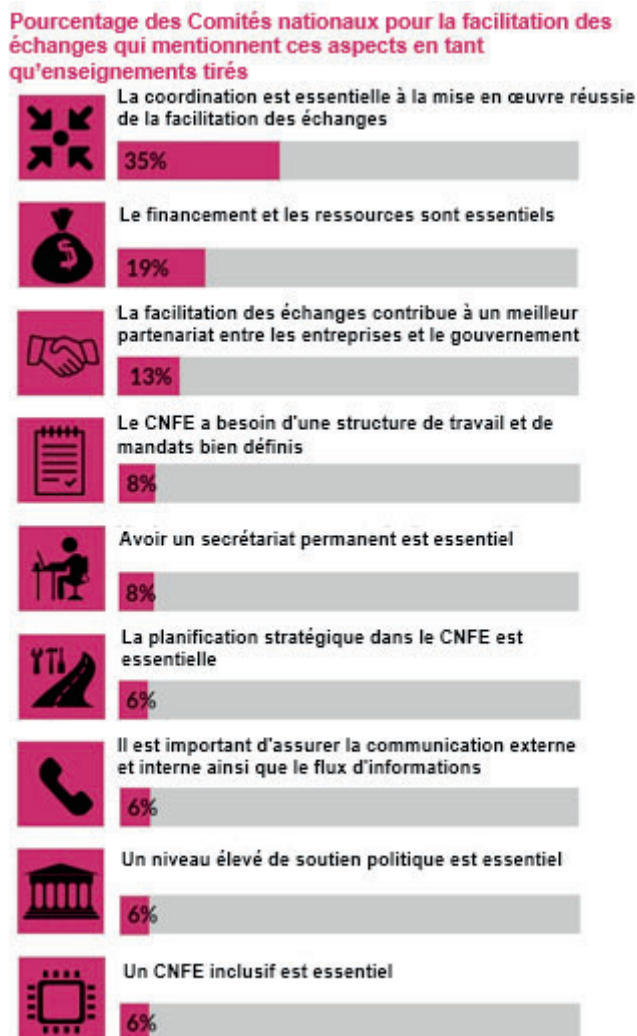 Pourcentage des Comités nationaux pour la facilitation des
échanges qui mentionnent ces aspects en tant
qu'enseignements tirés
La coordination est essentielle à la mise en œuvre réussie
de la facilitation des échanges
35%
Le financement et les ressources sont essentiels
19%
La facilitation des échanges contribue à un meilleur
partenariat entre les entreprises et le gouvernement
13%
Le CNFE a besoin d'une structure de travail et de
mandats bien définis
8%
Avoir un secrétariat permanent est essentiel
8%
La planification stratégique dans le CNFE est
essentielle
6%
Il est important d'assurer la communication externe
et interne ainsi que le flux d'informations
6%
Un niveau élevé de soutien politique est essentiel
6%
Un CNFE inclusif est essentiel
6%